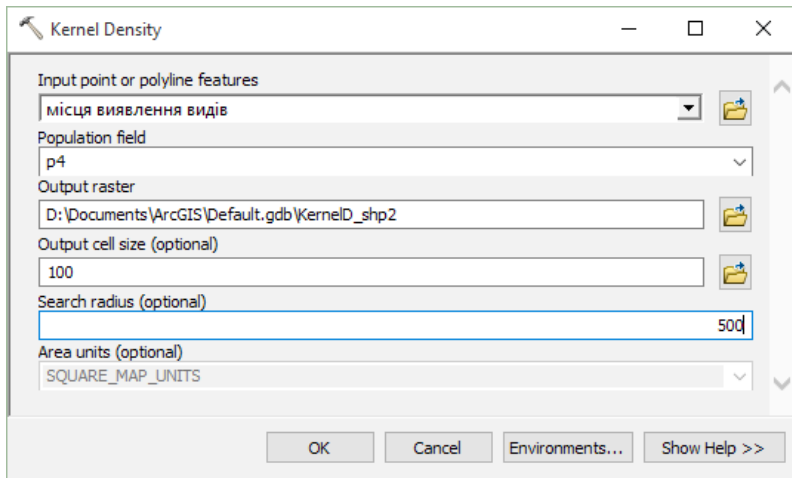 Kernel Density
Input point or polyline features
місця виявлення видів
Population field
p4
Output raster
D:\Documents\ArcGIS\Default.gdb\KernelD_shp2
Output cell size (optional)
100
Search radius (optional)
500
Area units (optional)
SQUARE_MAP_UNITS
OK Cancel Environments... Show Help >>